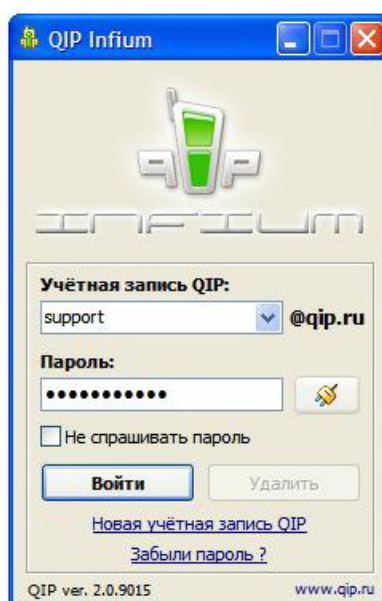 QIP Infium
qip
INFIUM
Учётная запись QIP:
support @qip.ru
Пароль:
•••••••••••
Не спрашивать пароль
Войти Удалить
Новая учётная запись QIP
Забыли пароль ?
QIP ver. 2.0.9015 www.qip.ru